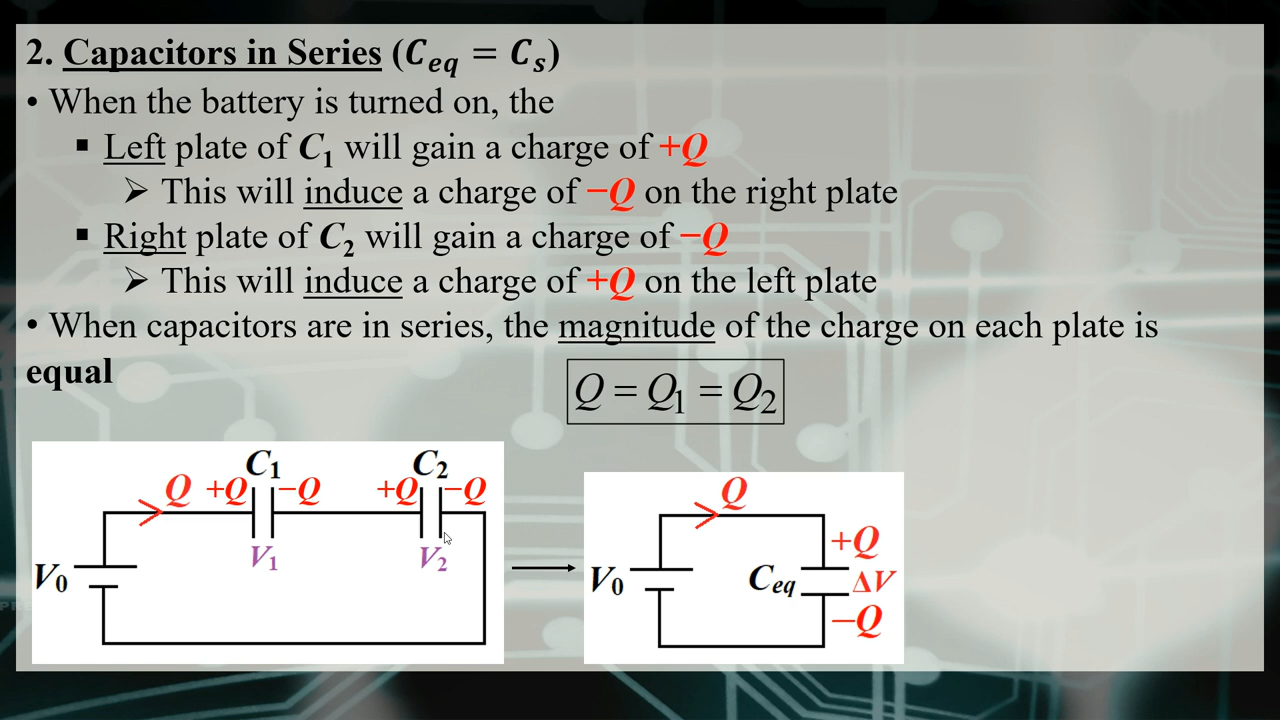 2. Capacitors in Series (C_eq = C_s)
• When the battery is turned on, the
▪ Left plate of C₁ will gain a charge of +Q
➢ This will induce a charge of −Q on the right plate
▪ Right plate of C₂ will gain a charge of −Q
➢ This will induce a charge of +Q on the left plate
• When capacitors are in series, the magnitude of the charge on each plate is
equal
Q = Q₁ = Q₂
C₁ C₂
Q +Q −Q +Q −Q
V₁ V₂
V₀
Q
+Q
V₀ C_eq ΔV
−Q